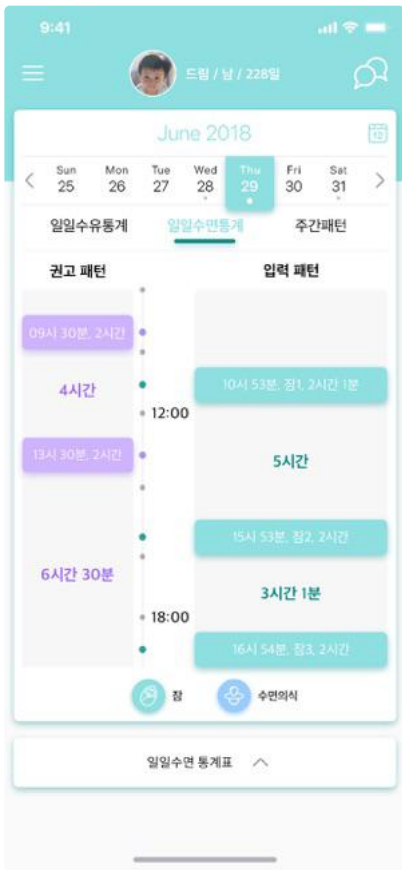 9:41
드림 / 남 / 228일
June 2018
12
Sun Mon Tue Wed Thu Fri Sat
25 26 27 28 29 30 31
일일수유통계 일일수면통계 주간패턴
권고 패턴 입력 패턴
09시 30분, 2시간
10시 53분, 잠1, 2시간 1분
4시간
12:00
13시 30분, 2시간
5시간
15시 53분, 잠2, 2시간
6시간 30분
3시간 1분
18:00
16시 54분, 잠3, 2시간
잠 수면의식
일일수면 통계표